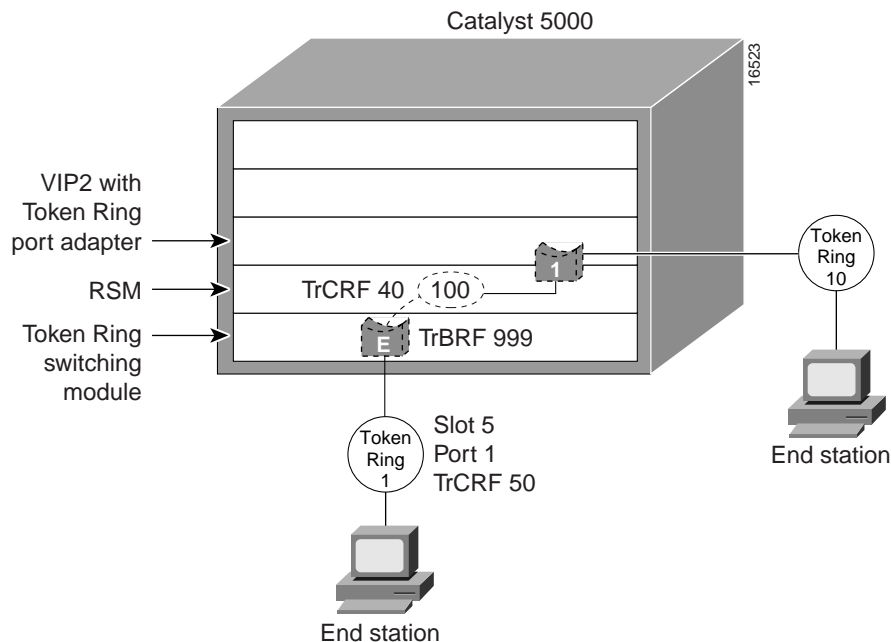 Catalyst 5000
16523
VIP2 with
Token Ring
port adapter
RSM
Token Ring
switching
module
1
TrCRF 40
100
E
TrBRF 999
Token
Ring
10
End station
Token
Ring
1
Slot 5
Port 1
TrCRF 50
End station